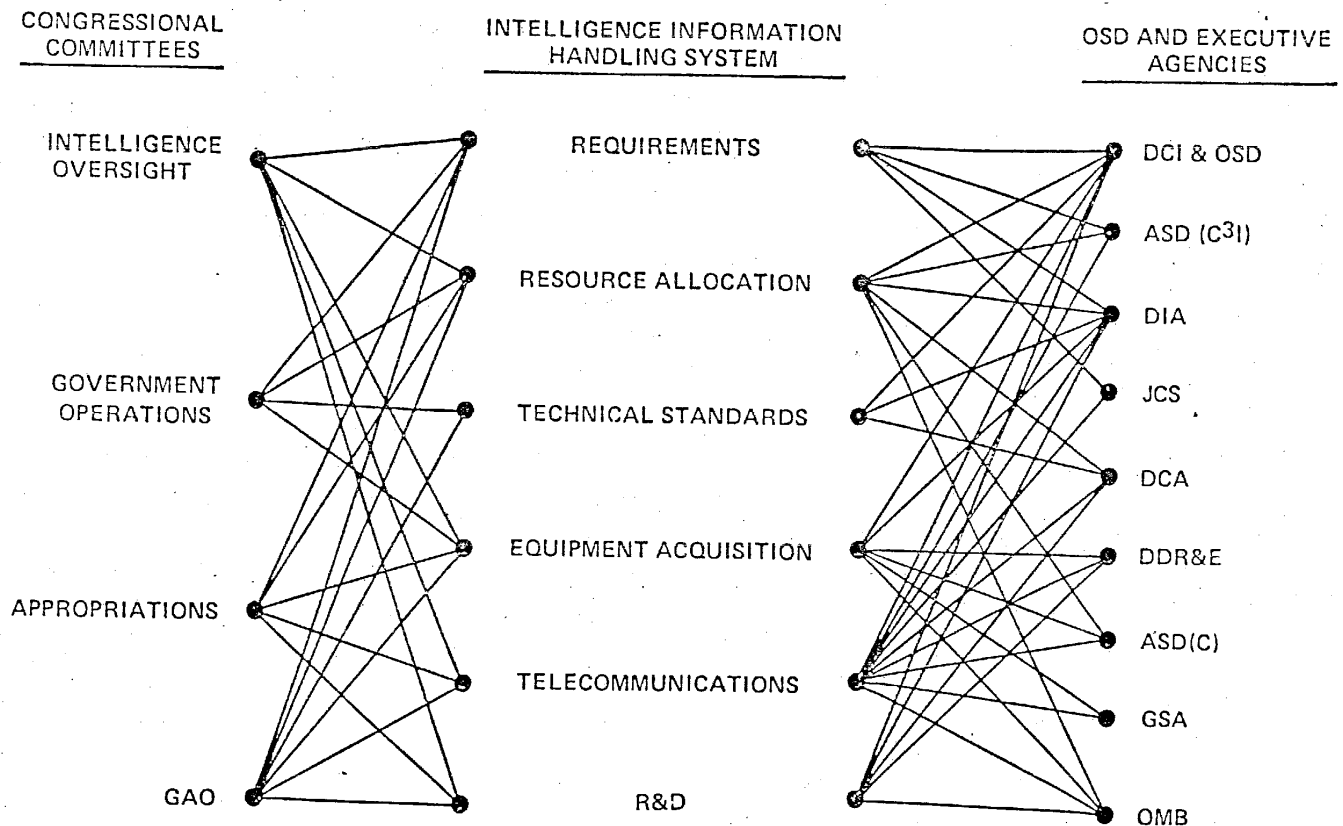 CONGRESSIONAL
COMMITTEES
INTELLIGENCE INFORMATION
HANDLING SYSTEM
OSD AND EXECUTIVE
AGENCIES
INTELLIGENCE
OVERSIGHT
GOVERNMENT
OPERATIONS
APPROPRIATIONS
GAO
REQUIREMENTS
RESOURCE ALLOCATION
TECHNICAL STANDARDS
EQUIPMENT ACQUISITION
TELECOMMUNICATIONS
R&D
DCI & OSD
ASD (C³I)
DIA
JCS
DCA
DDR&E
ASD(C)
GSA
OMB